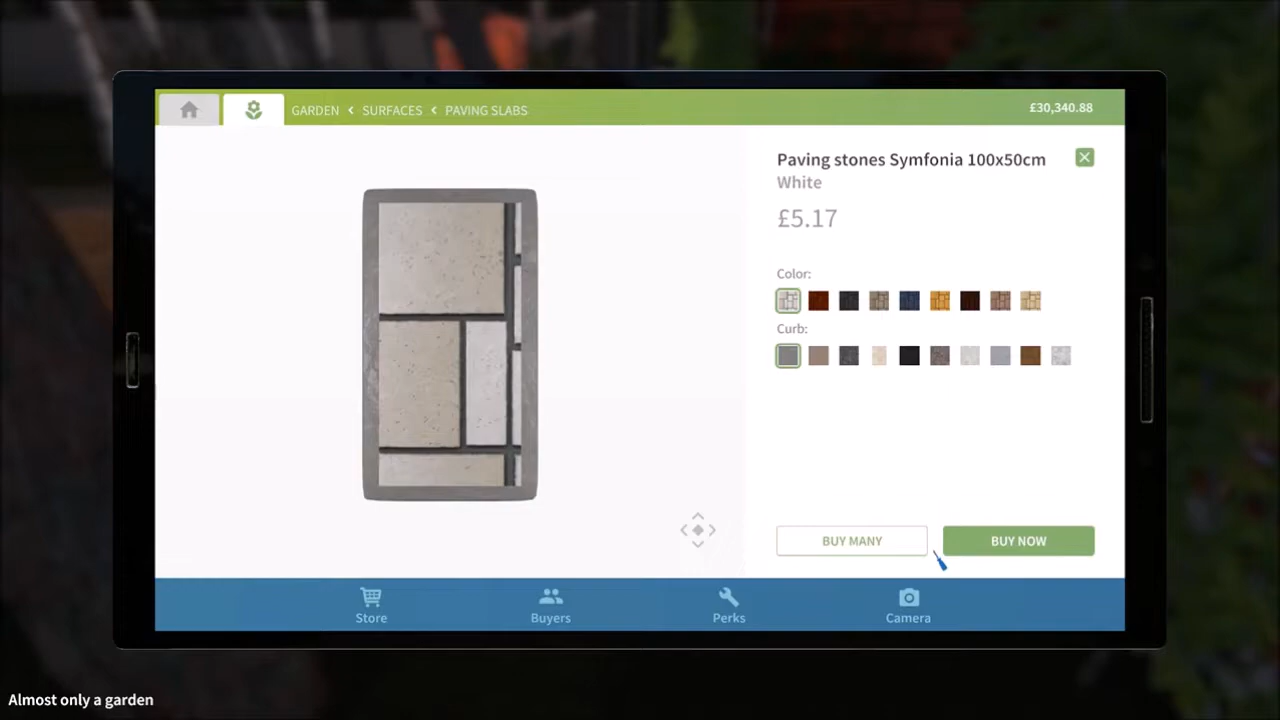 GARDEN < SURFACES < PAVING SLABS
£30,340.88
Paving stones Symfonia 100x50cm
White
£5.17
Color:
Curb:
BUY MANY
BUY NOW
Store
Buyers
Perks
Camera
Almost only a garden